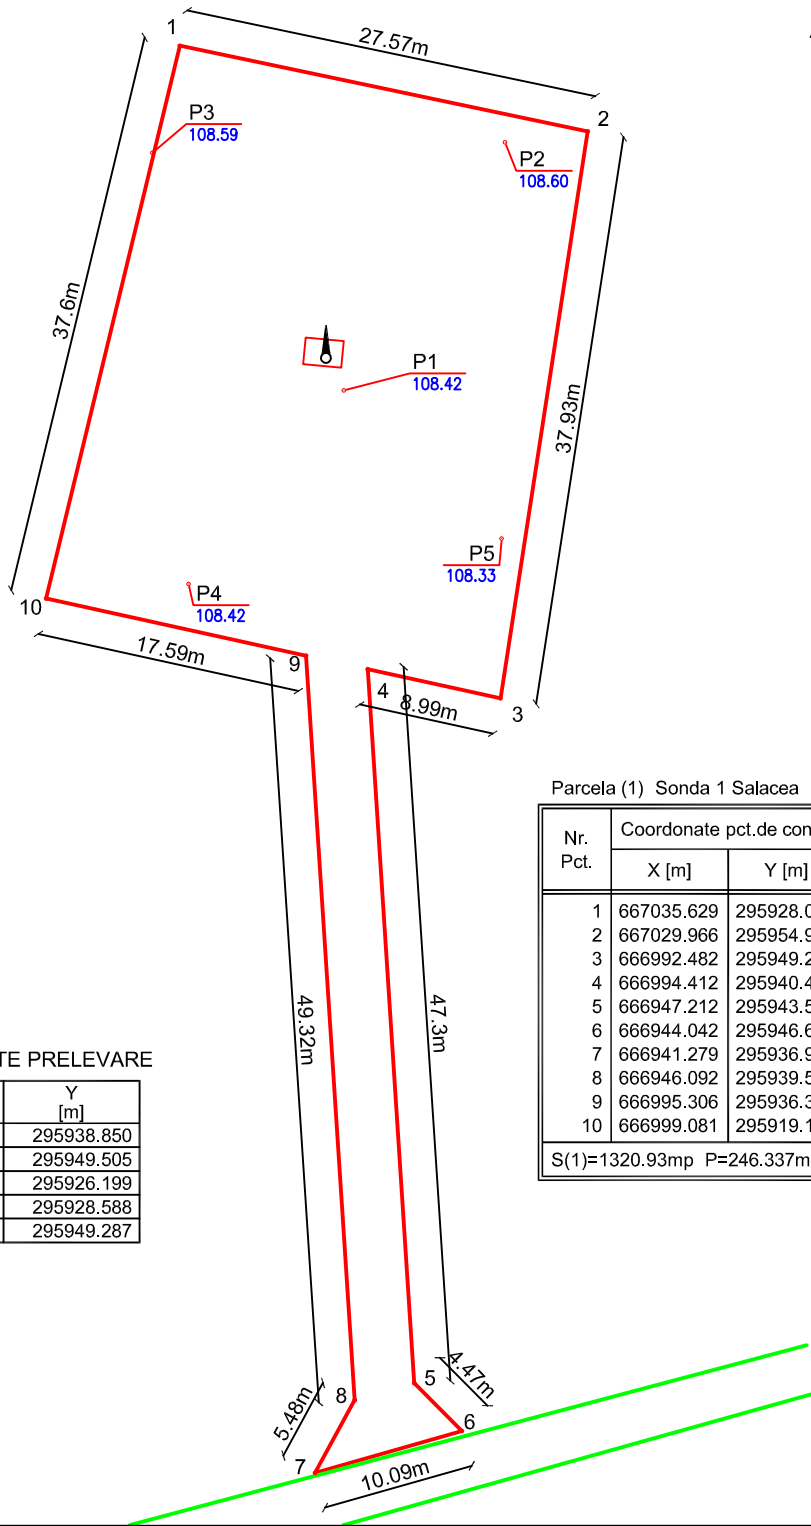 1
27.57m
2
P3
108.59
P2
108.60
37.6m
P1
108.42
37.93m
P5
108.33
P4
108.42
10
17.59m
9
4
8.99m
3
Parcela (1) Sonda 1 Salacea
Nr. Pct.
Coordonate pct.de con
X [m] Y [m]
1 667035.629 295928.0
2 667029.966 295954.9
3 666992.482 295949.2
4 666994.412 295940.4
5 666947.212 295943.5
6 666944.042 295946.6
7 666941.279 295936.9
8 666946.092 295939.5
9 666995.306 295936.3
10 666999.081 295919.1
S(1)=1320.93mp P=246.337m
49.32m
47.3m
TE PRELEVARE
Y
[m]
295938.850
295949.505
295926.199
295928.588
295949.287
5
4.47m
8
5.48m
6
7
10.09m